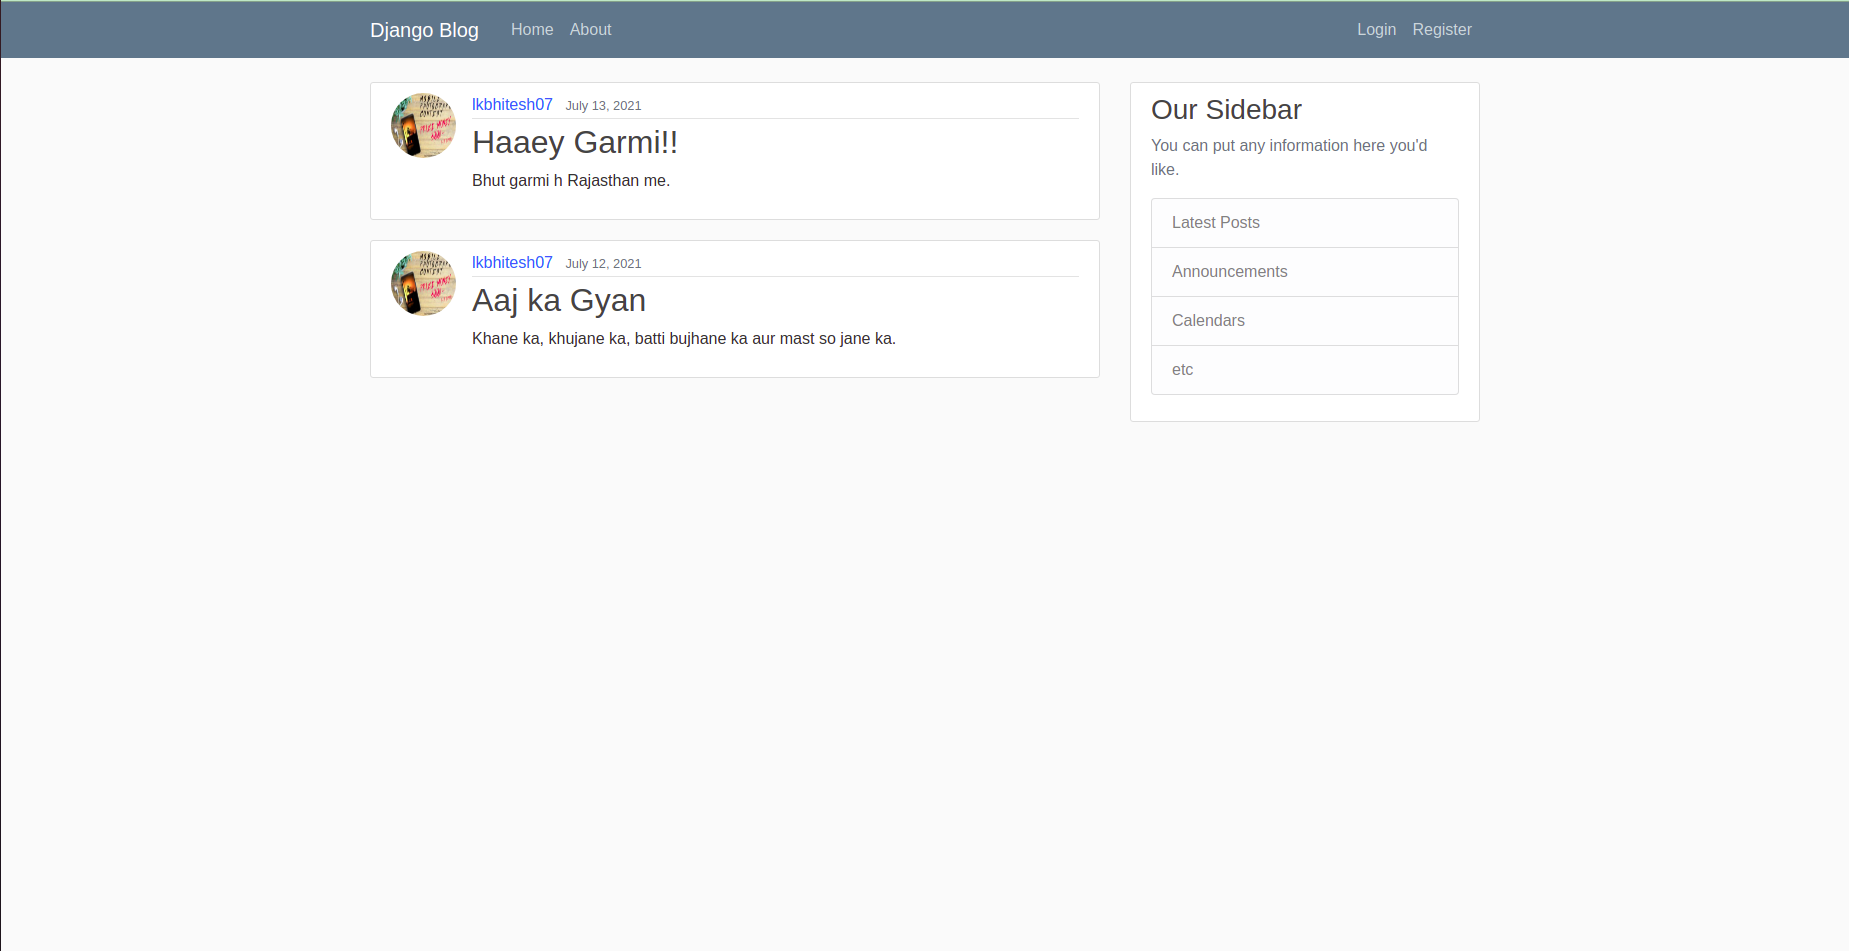 Django Blog Home About Login Register
lkbhitesh07 July 13, 2021
Haaey Garmi!!
Bhut garmi h Rajasthan me.
lkbhitesh07 July 12, 2021
Aaj ka Gyan
Khane ka, khujane ka, batti bujhane ka aur mast so jane ka.
Our Sidebar
You can put any information here you'd
like.
Latest Posts
Announcements
Calendars
etc